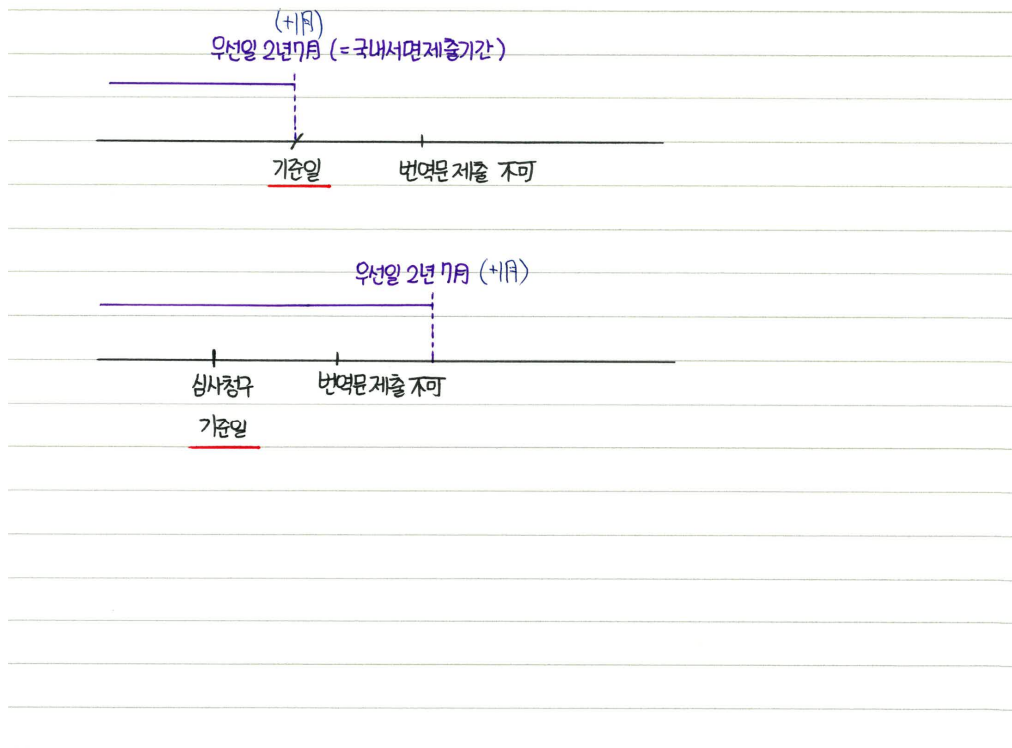 (+1月)
우선일 2년7月 (=국내서면제출기간)
기준일 번역문 제출 不可
우선일 2년 7月 (+1月)
심사청구 번역문 제출 不可
기준일